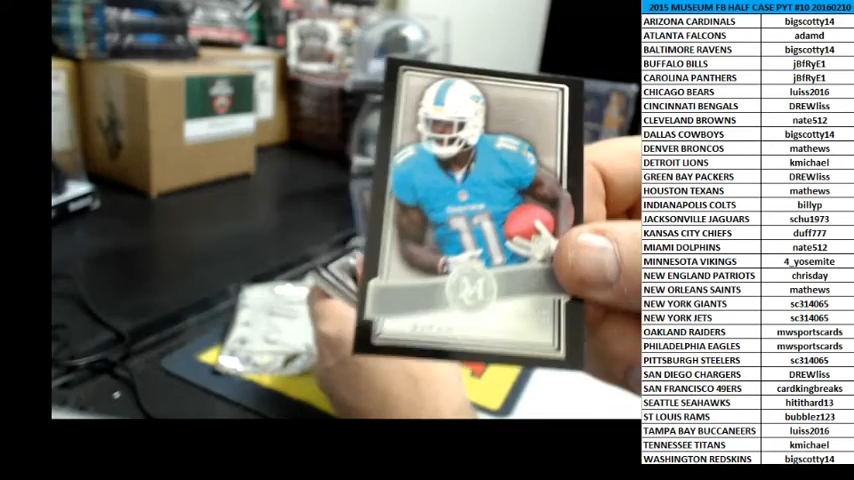 2015 MUSEUM FB HALF CASE PYT #10 20160210
ARIZONA CARDINALS bigscotty14
ATLANTA FALCONS adamd
BALTIMORE RAVENS bigscotty14
BUFFALO BILLS jBfRyE1
CAROLINA PANTHERS jBfRyE1
CHICAGO BEARS luiss2016
CINCINNATI BENGALS DREWliss
CLEVELAND BROWNS nate512
DALLAS COWBOYS bigscotty14
DENVER BRONCOS mathews
DETROIT LIONS kmichael
GREEN BAY PACKERS DREWliss
HOUSTON TEXANS mathews
INDIANAPOLIS COLTS billyp
JACKSONVILLE JAGUARS schu1973
KANSAS CITY CHIEFS duff777
MIAMI DOLPHINS nate512
MINNESOTA VIKINGS 4_yosemite
NEW ENGLAND PATRIOTS chrisday
NEW ORLEANS SAINTS mathews
NEW YORK GIANTS sc314065
NEW YORK JETS sc314065
OAKLAND RAIDERS mwsportscards
PHILADELPHIA EAGLES mwsportscards
PITTSBURGH STEELERS sc314065
SAN DIEGO CHARGERS DREWliss
SAN FRANCISCO 49ERS cardkingbreaks
SEATTLE SEAHAWKS hitithard13
ST LOUIS RAMS bubblez123
TAMPA BAY BUCCANEERS luiss2016
TENNESSEE TITANS kmichael
WASHINGTON REDSKINS bigscotty14
11
11